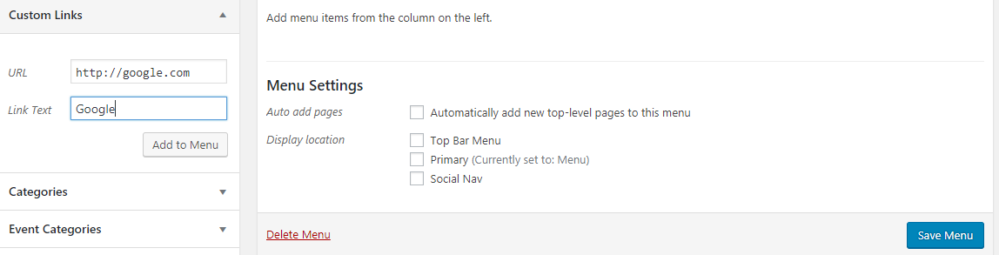 Custom Links
URL
http://google.com
Link Text
Google
Add to Menu
Categories
Event Categories
Add menu items from the column on the left.
Menu Settings
Auto add pages
Automatically add new top-level pages to this menu
Display location
Top Bar Menu
Primary (Currently set to: Menu)
Social Nav
Delete Menu
Save Menu